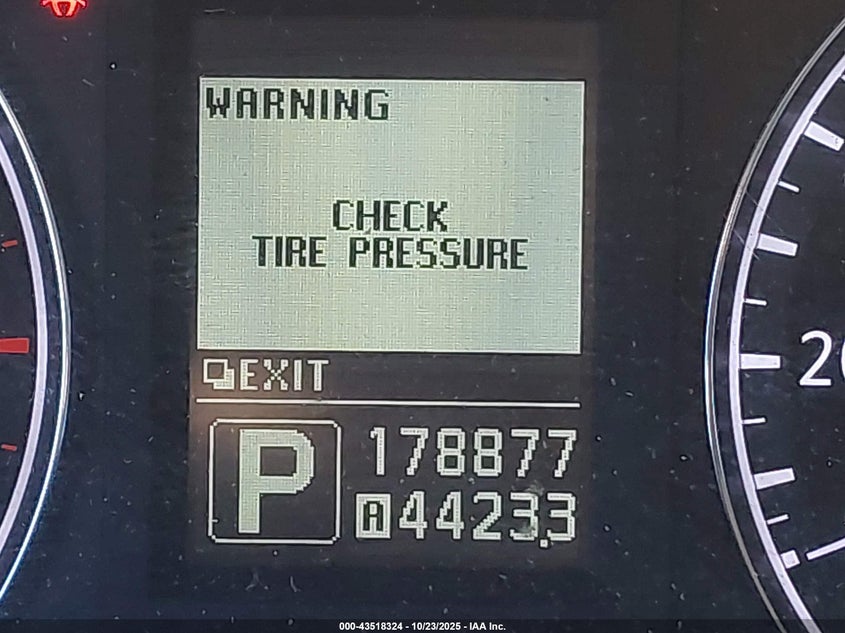 WARNING
CHECK
TIRE PRESSURE
EXIT
P
178877
A 4423.3
000-43518324 - 10/23/2025 - IAA Inc.